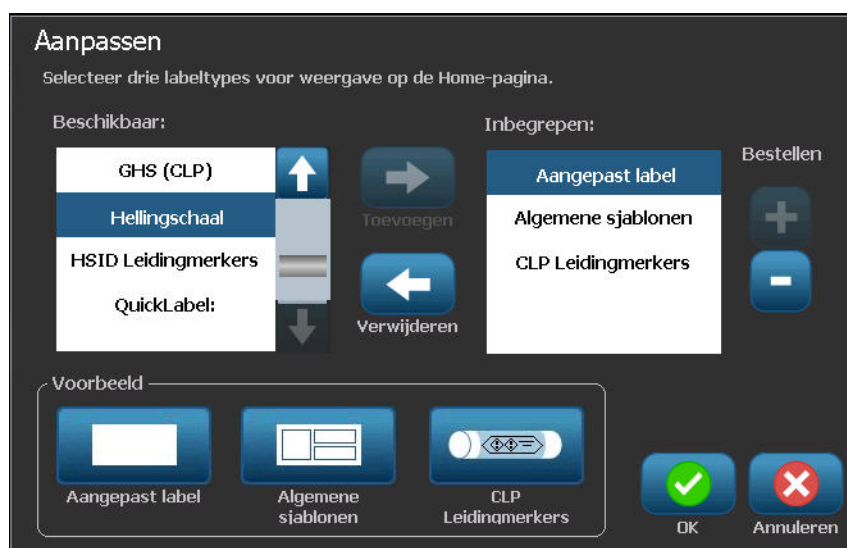 Aanpassen
Selecteer drie labeltypes voor weergave op de Home-pagina.
Beschikbaar:
GHS (CLP)
Hellingschaal
HSID Leidingmerkers
QuickLabel:
Toevoegen
Verwijderen
Inbegrepen:
Aangepast label
Algemene sjablonen
CLP Leidingmerkers
Bestellen
Voorbeeld
Aangepast label
Algemene
sjablonen
CLP
Leidingmerkers
OK
Annuleren